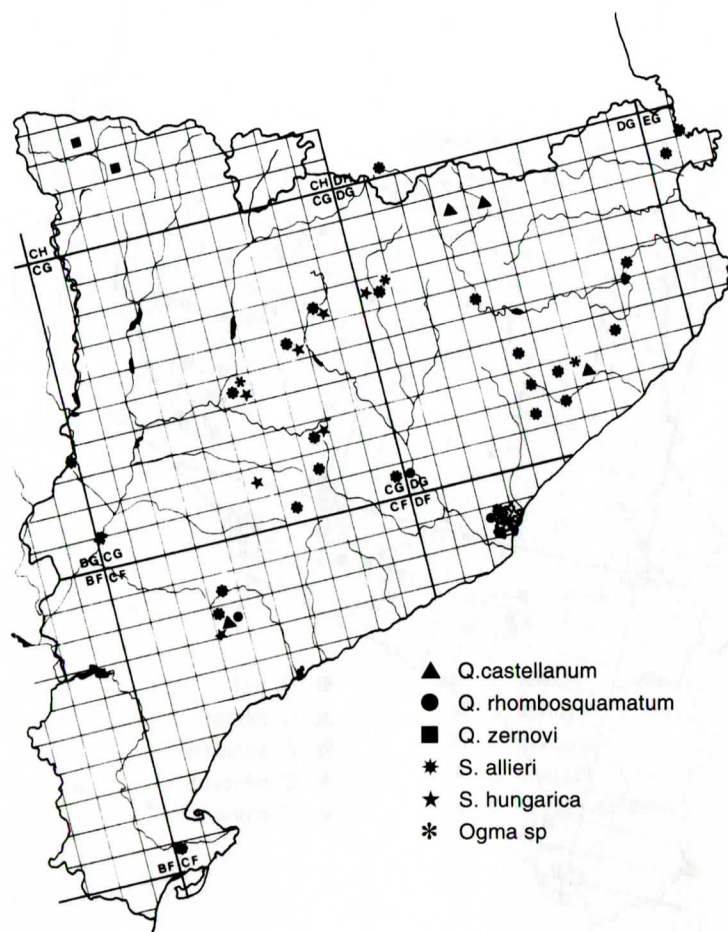 DG EG
CH DH
CG DG
CH
CG
CG DG
CF DF
BG CG
BF CF
▲ Q.castellanum
● Q. rhombosquamatum
■ Q. zernovi
✷ S. allieri
★ S. hungarica
✻ Ogma sp
BF CF